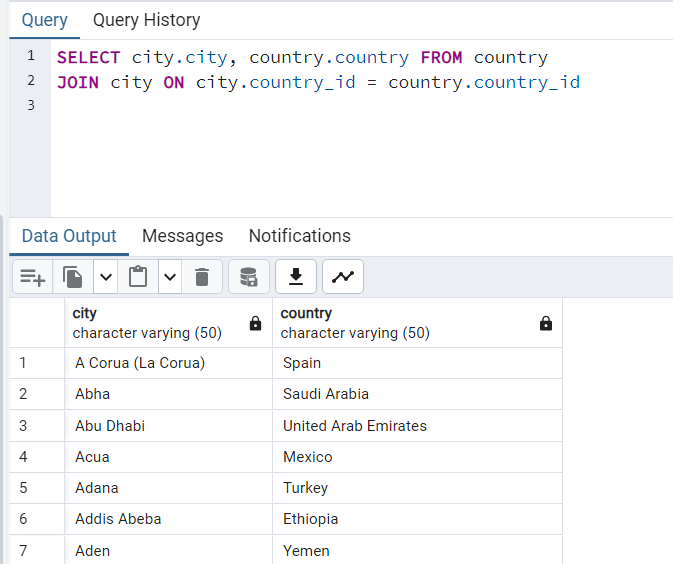 Query Query History
1 SELECT city.city, country.country FROM country
2 JOIN city ON city.country_id = country.country_id
3
Data Output Messages Notifications
city country
character varying (50) character varying (50)
1 A Corua (La Corua) Spain
2 Abha Saudi Arabia
3 Abu Dhabi United Arab Emirates
4 Acua Mexico
5 Adana Turkey
6 Addis Abeba Ethiopia
7 Aden Yemen